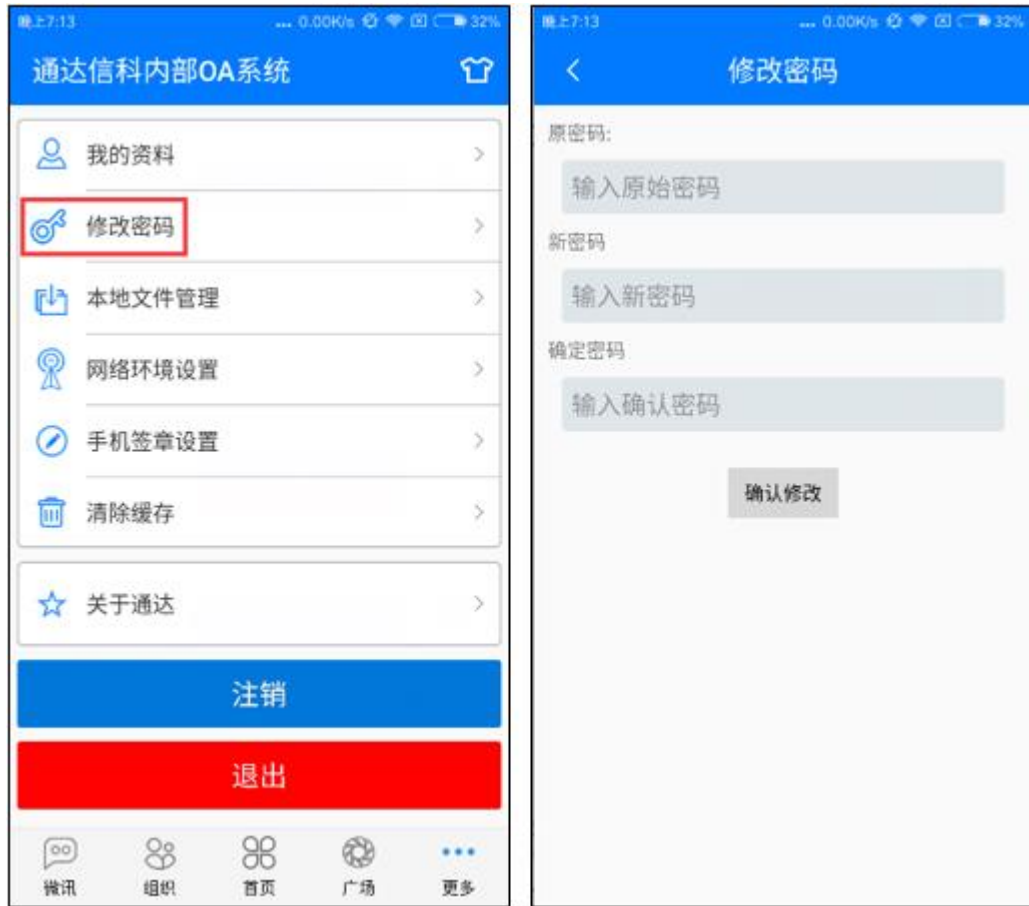 晚上7:13
... 0.00K/s 32%
通达信科内部OA系统
我的资料
修改密码
本地文件管理
网络环境设置
手机签章设置
清除缓存
关于通达
注销
退出
微讯 组织 首页 广场 更多
晚上7:13
... 0.00K/s 32%
修改密码
原密码:
输入原始密码
新密码
输入新密码
确定密码
输入确认密码
确认修改